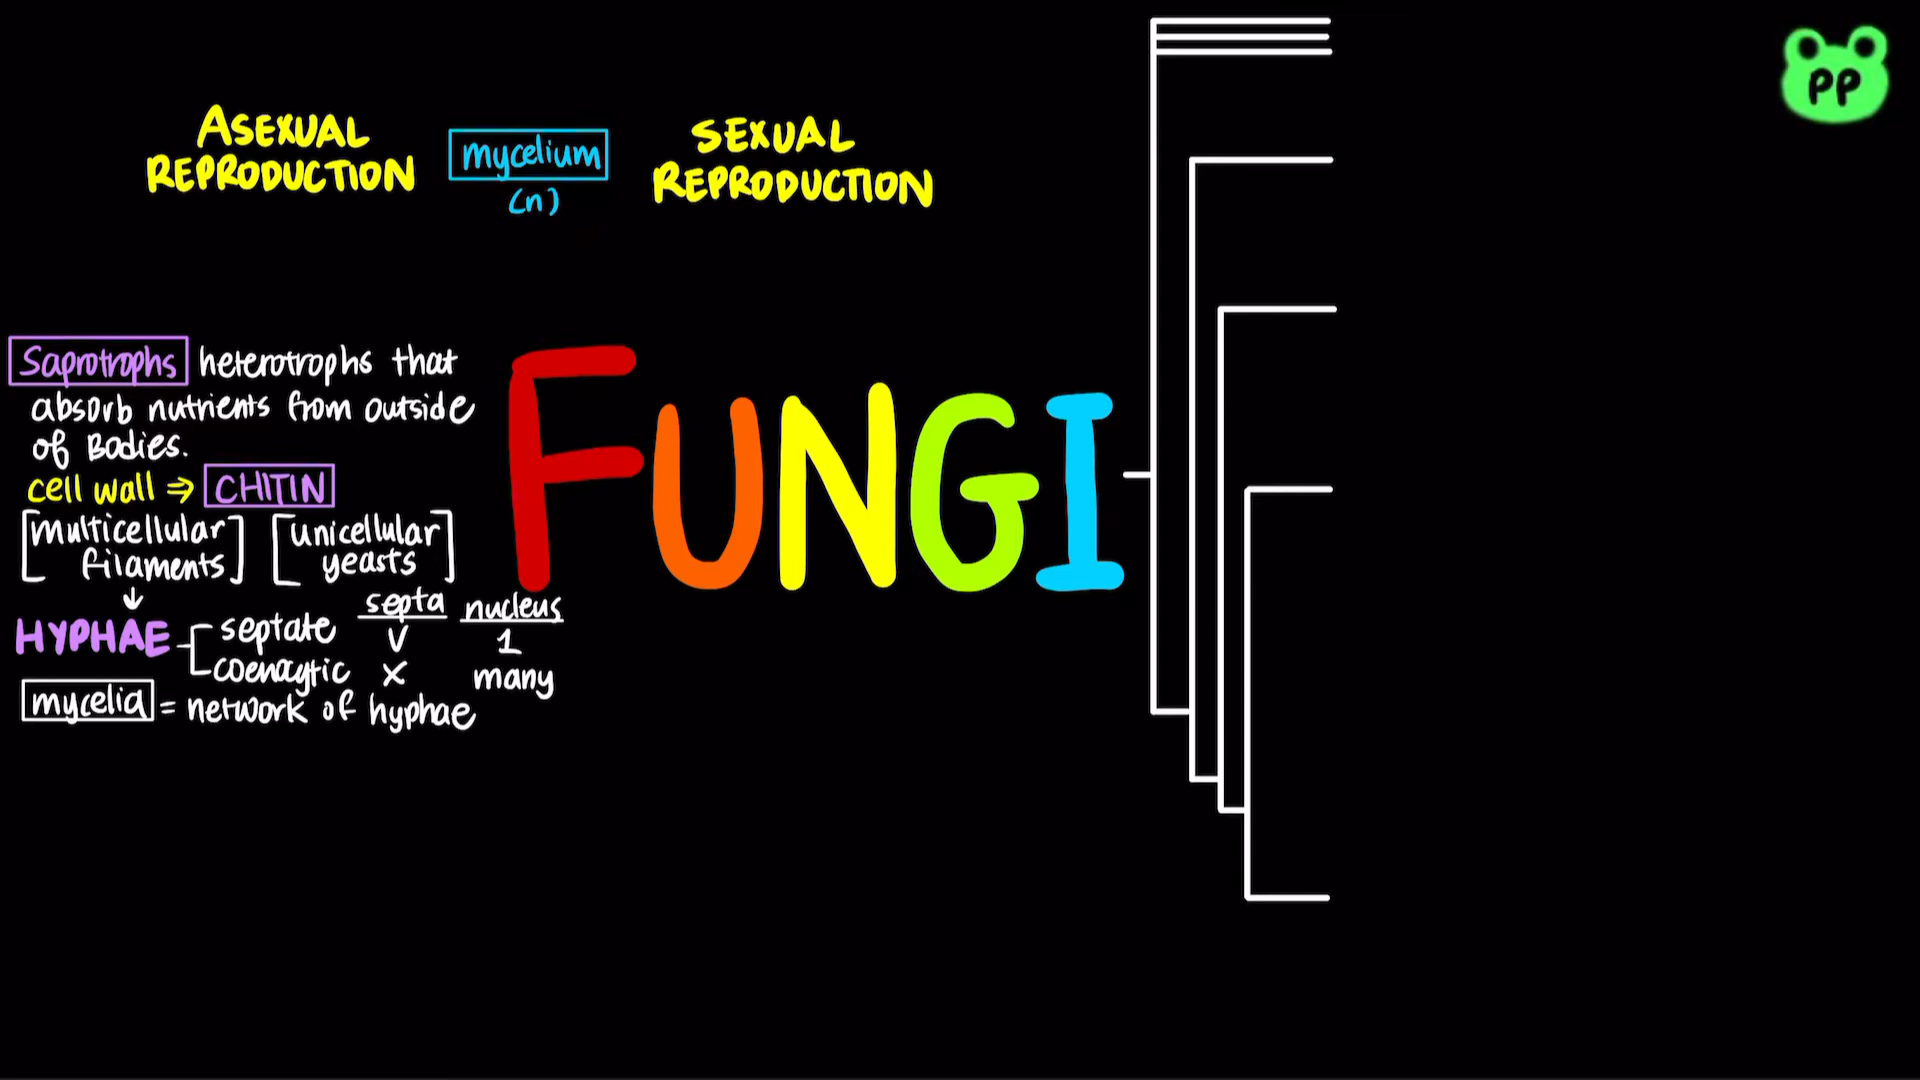 ASEXUAL
REPRODUCTION
mycelium
(n)
SEXUAL
REPRODUCTION
PP
Saprotrophs heterotrophs that
absorb nutrients from outside
of Bodies.
cell wall ⇒ CHITIN
[multicellular filaments] [unicellular yeasts]
↓
septa nucleus
HYPHAE septate ✓ 1
coenocytic × many
mycelia = network of hyphae
FUNGI